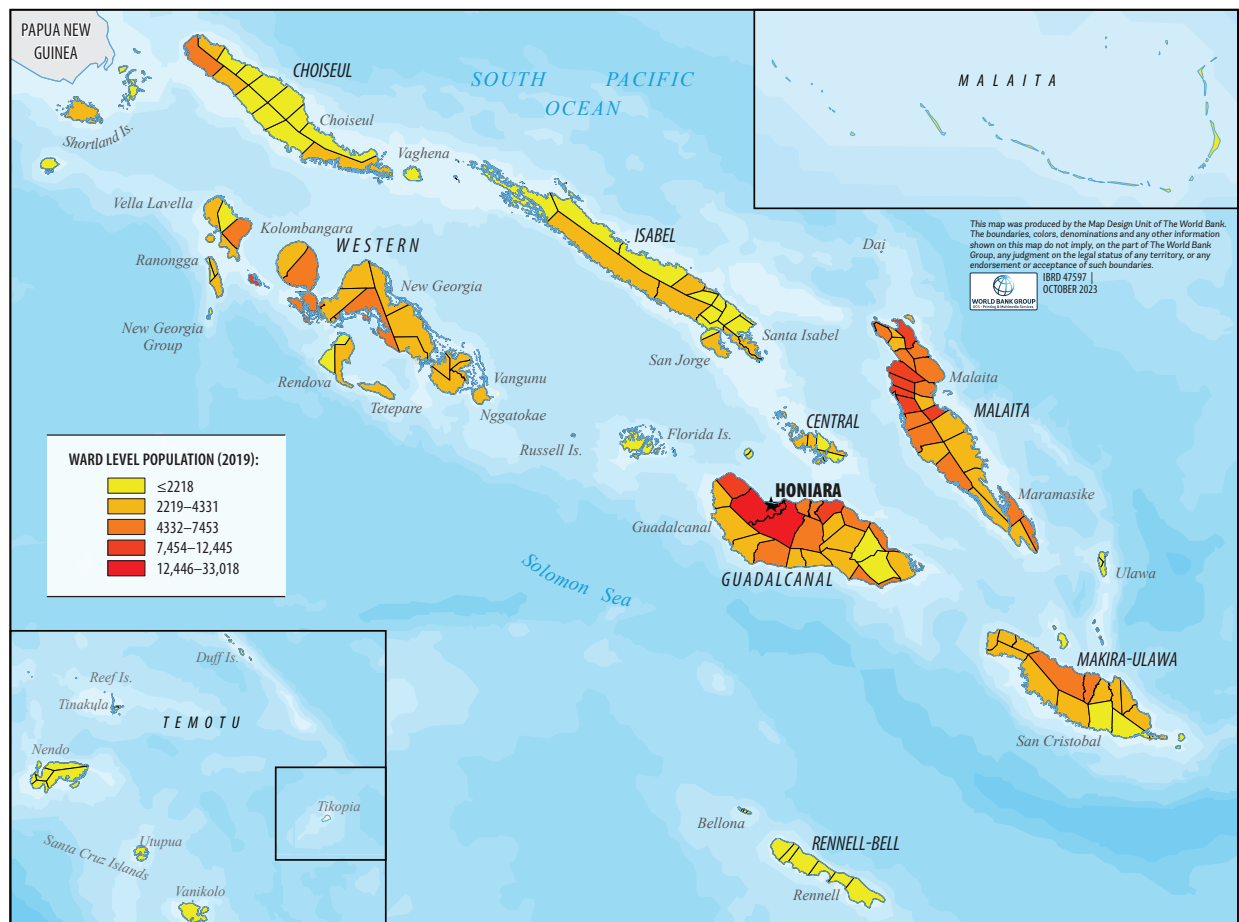 PAPUA NEW
GUINEA
CHOISEUL
SOUTH PACIFIC
OCEAN
MALAITA
Choiseul
Shortland Is.
Vaghena
Vella Lavella
Kolombangara
WESTERN
ISABEL
Dai
This map was produced by the Map Design Unit of The World Bank.
The boundaries, colors, denominations and any other information
shown on this map do not imply, on the part of The World Bank
Group, any judgment on the legal status of any territory, or any
endorsement or acceptance of such boundaries.
IBRD 47597 |
OCTOBER 2023
WORLD BANK GROUP
Ranongga
New Georgia
New Georgia
Group
Santa Isabel
San Jorge
Rendova
Vangunu
Tetepare
Nggatokae
Malaita
MALAITA
CENTRAL
Florida Is.
Russell Is.
WARD LEVEL POPULATION (2019):
≤2218
2219–4331
4332–7453
7,454–12,445
12,446–33,018
HONIARA
Maramasike
Guadalcanal
GUADALCANAL
Solomon Sea
Ulawa
Duff Is.
Reef Is.
Tinakula
TEMOTU
MAKIRA-ULAWA
San Cristobal
Nendo
Tikopia
Utupua
Santa Cruz Islands
Vanikolo
Bellona
RENNELL-BELL
Rennell